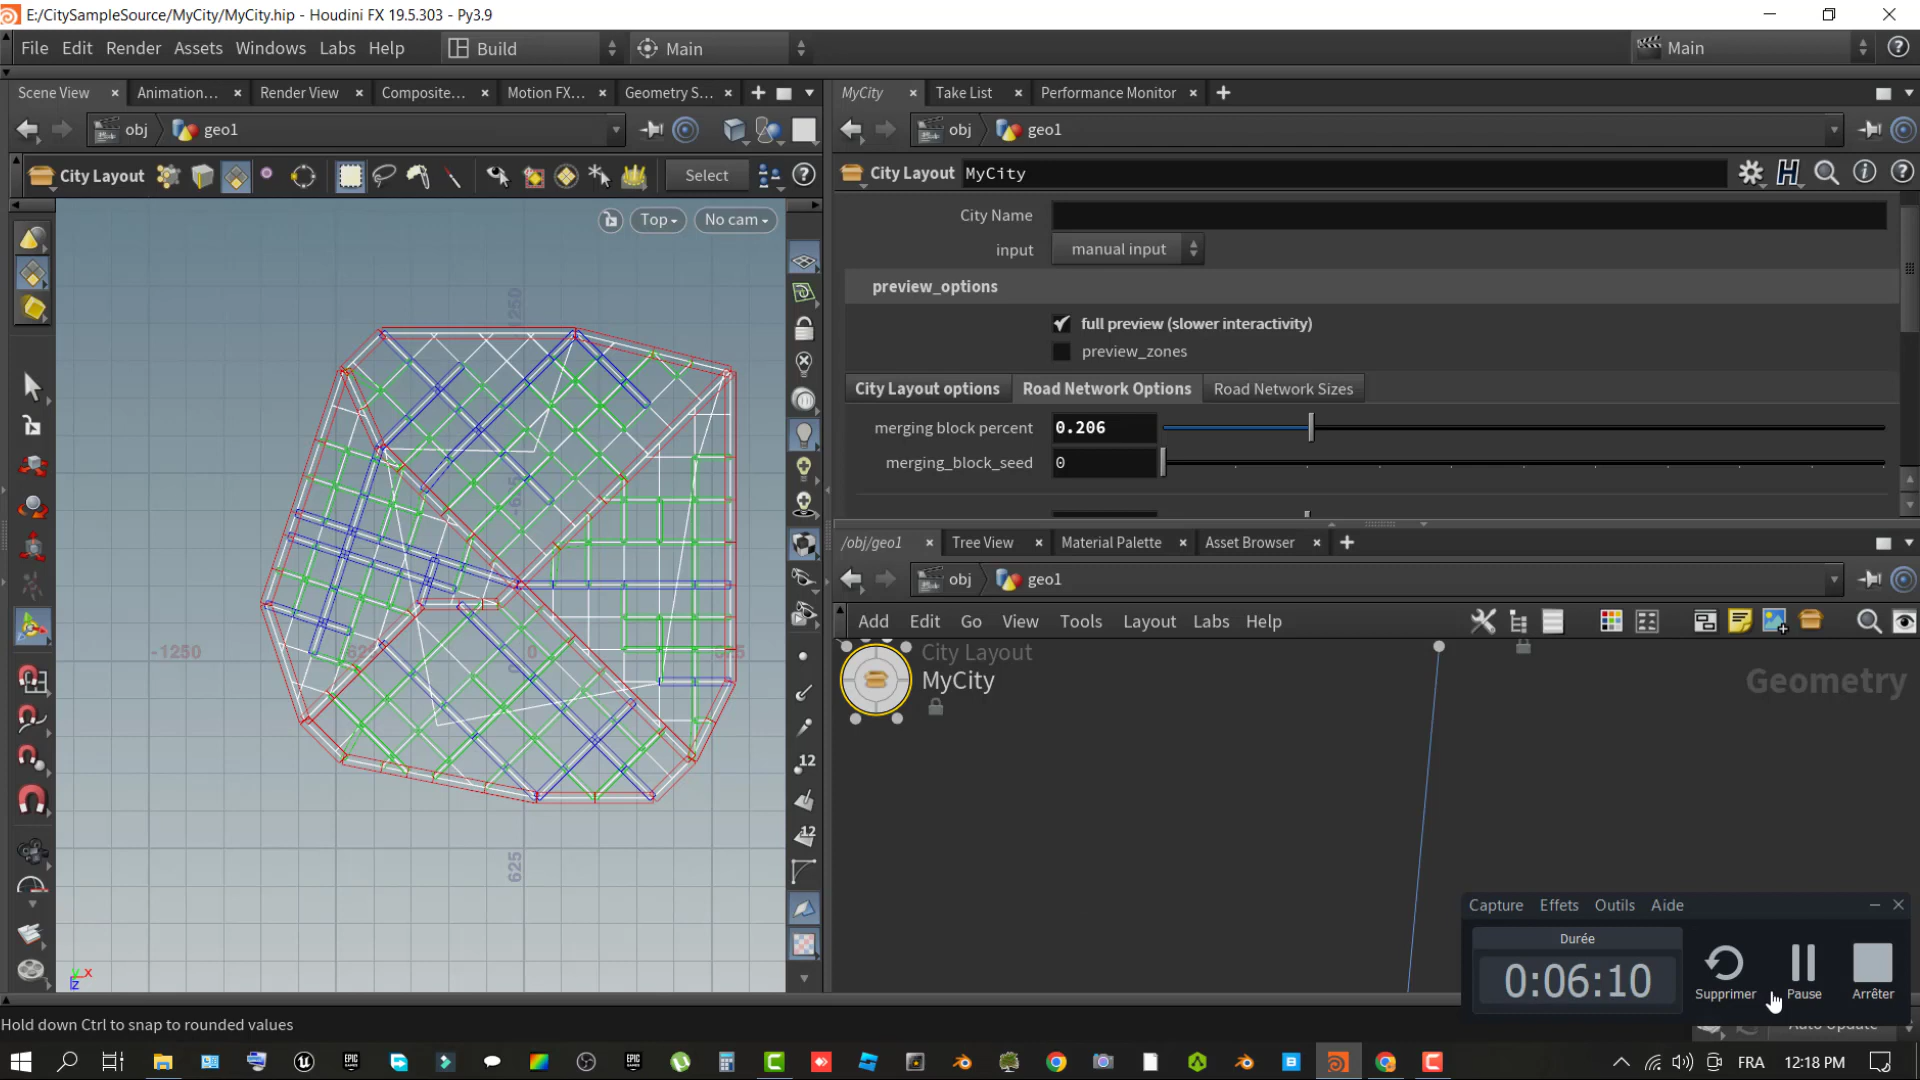 E:/CitySampleSource/MyCity/MyCity.hip - Houdini FX 19.5.303 - Py3.9
File Edit Render Assets Windows Labs Help Build Main Main
Scene View Animation... Render View Composite... Motion FX... Geometry S...
MyCity Take List Performance Monitor
obj geo1
obj geo1
City Layout Select
City Layout MyCity
Top No cam
City Name
input manual input
preview_options
full preview (slower interactivity)
preview_zones
City Layout options Road Network Options Road Network Sizes
merging block percent 0.206
merging_block_seed 0
/obj/geo1 Tree View Material Palette Asset Browser
obj geo1
Add Edit Go View Tools Layout Labs Help
City Layout
MyCity
Geometry
1250
-1250
0
625
12
12
Capture Effets Outils Aide
Durée
0:06:10
Supprimer Pause Arrêter
Hold down Ctrl to snap to rounded values
Auto Update
FRA 12:18 PM